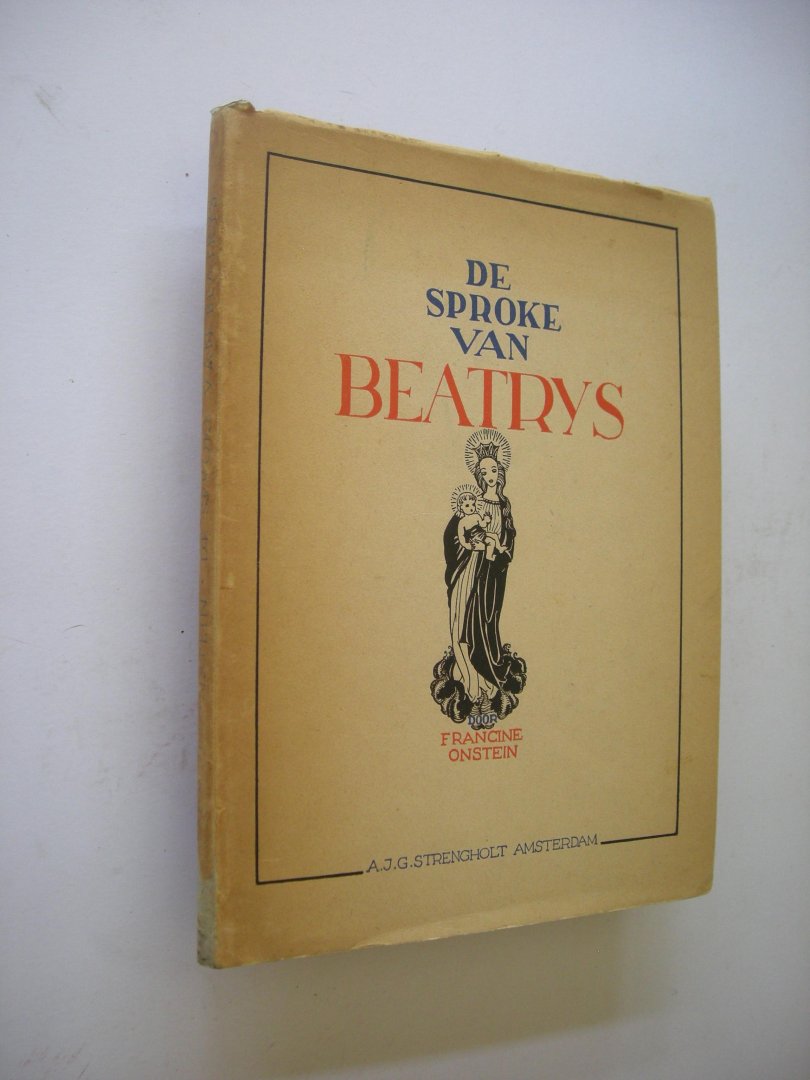 DE
SPROKE
VAN
BEATRYS
DOOR
FRANCINE
ONSTEIN
A.J.G. STRENGHOLT AMSTERDAM